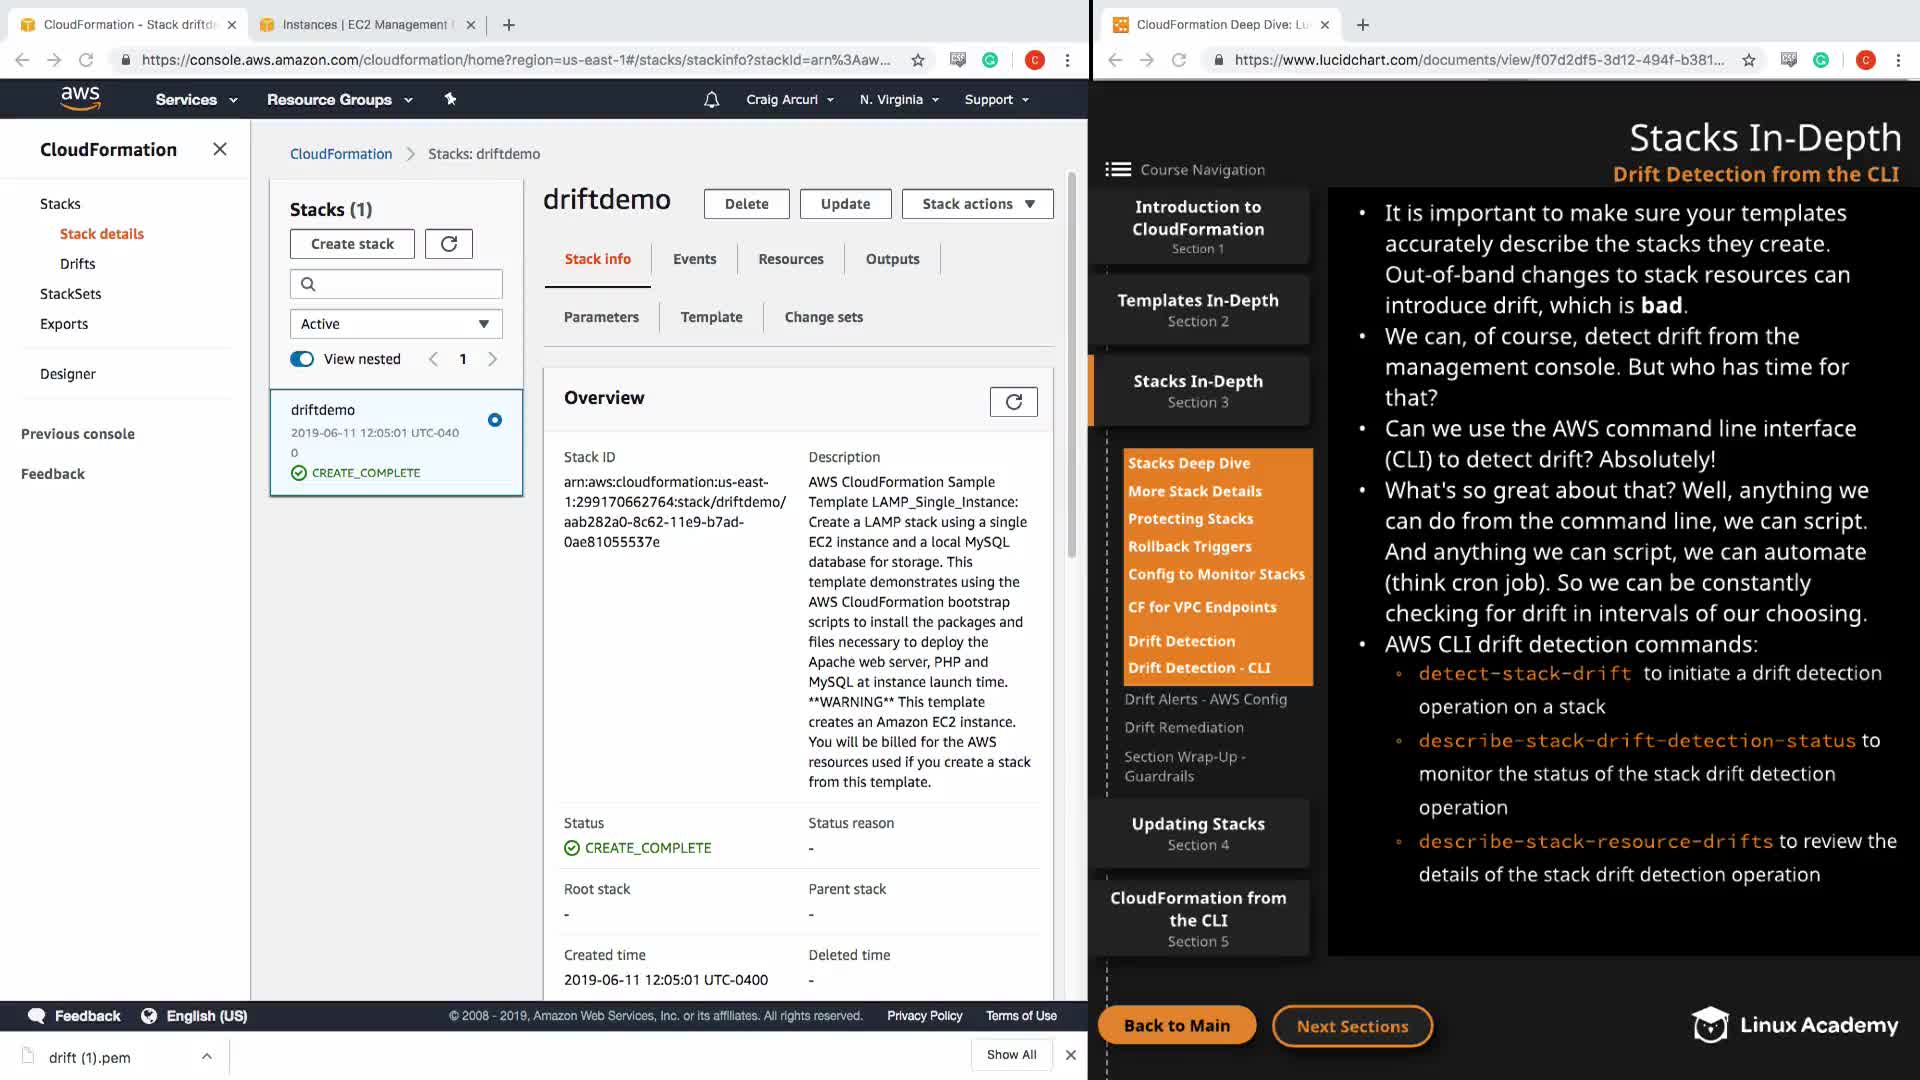 CloudFormation - Stack driftde
Instances | EC2 Management
https://console.aws.amazon.com/cloudformation/home?region=us-east-1#/stacks/stackinfo?stackId=arn%3Aaw...
C
aws
Services
Resource Groups
Craig Arcuri
N. Virginia
Support
CloudFormation
Stacks
Stack details
Drifts
StackSets
Exports
Designer
Previous console
Feedback
CloudFormation
Stacks: driftdemo
Stacks (1)
Create stack
Active
View nested
1
driftdemo
2019-06-11 12:05:01 UTC-040
0
CREATE_COMPLETE
driftdemo
Delete
Update
Stack actions
Stack info
Events
Resources
Outputs
Parameters
Template
Change sets
Overview
Stack ID
arn:aws:cloudformation:us-east-
1:299170662764:stack/driftdemo/
aab282a0-8c62-11e9-b7ad-
0ae81055537e
Description
AWS CloudFormation Sample
Template LAMP_Single_Instance:
Create a LAMP stack using a single
EC2 instance and a local MySQL
database for storage. This
template demonstrates using the
AWS CloudFormation bootstrap
scripts to install the packages and
files necessary to deploy the
Apache web server, PHP and
MySQL at instance launch time.
**WARNING** This template
creates an Amazon EC2 instance.
You will be billed for the AWS
resources used if you create a stack
from this template.
Status
CREATE_COMPLETE
Status reason
-
Root stack
-
Parent stack
-
Created time
2019-06-11 12:05:01 UTC-0400
Deleted time
-
Feedback
English (US)
© 2008 - 2019, Amazon Web Services, Inc. or its affiliates. All rights reserved.
Privacy Policy
Terms of Use
drift (1).pem
Show All
CloudFormation Deep Dive: Lu
https://www.lucidchart.com/documents/view/f07d2df5-3d12-494f-b381...
C
Stacks In-Depth
Drift Detection from the CLI
Course Navigation
Introduction to
CloudFormation
Section 1
Templates In-Depth
Section 2
Stacks In-Depth
Section 3
Stacks Deep Dive
More Stack Details
Protecting Stacks
Rollback Triggers
Config to Monitor Stacks
CF for VPC Endpoints
Drift Detection
Drift Detection - CLI
Drift Alerts - AWS Config
Drift Remediation
Section Wrap-Up -
Guardrails
Updating Stacks
Section 4
CloudFormation from
the CLI
Section 5
• It is important to make sure your templates
accurately describe the stacks they create.
Out-of-band changes to stack resources can
introduce drift, which is bad.
• We can, of course, detect drift from the
management console. But who has time for
that?
• Can we use the AWS command line interface
(CLI) to detect drift? Absolutely!
• What's so great about that? Well, anything we
can do from the command line, we can script.
And anything we can script, we can automate
(think cron job). So we can be constantly
checking for drift in intervals of our choosing.
• AWS CLI drift detection commands:
◦ detect-stack-drift to initiate a drift detection
operation on a stack
◦ describe-stack-drift-detection-status to
monitor the status of the stack drift detection
operation
◦ describe-stack-resource-drifts to review the
details of the stack drift detection operation
Back to Main
Next Sections
Linux Academy